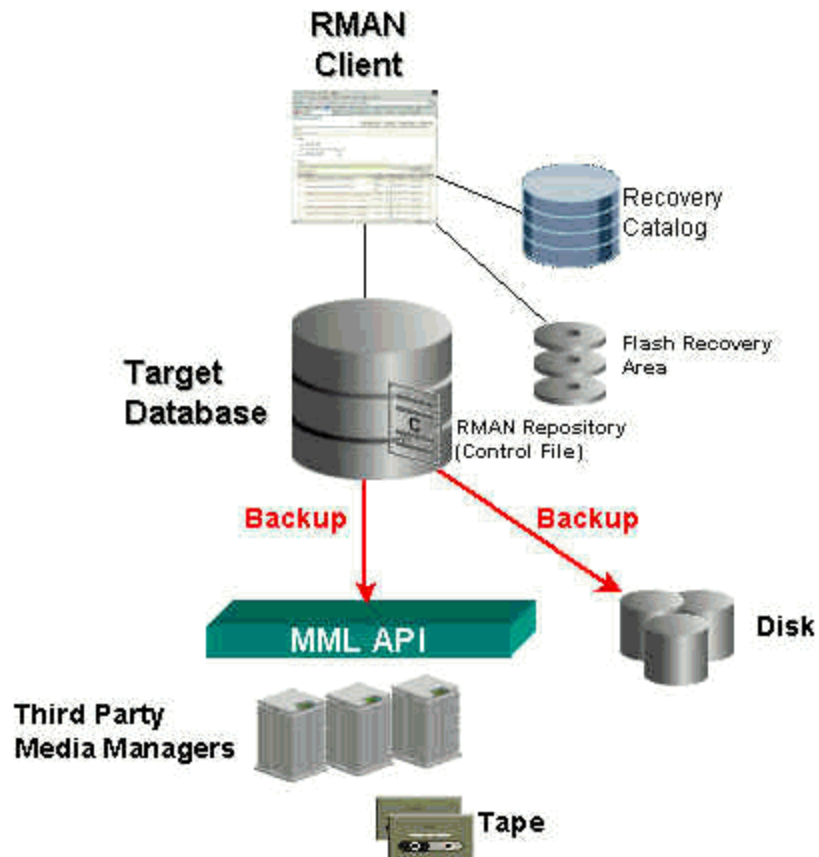 RMAN
Client
Recovery
Catalog
Flash Recovery
Area
Target
Database
C
RMAN Repository
(Control File)
Backup
Backup
MML API
Disk
Third Party
Media Managers
Tape